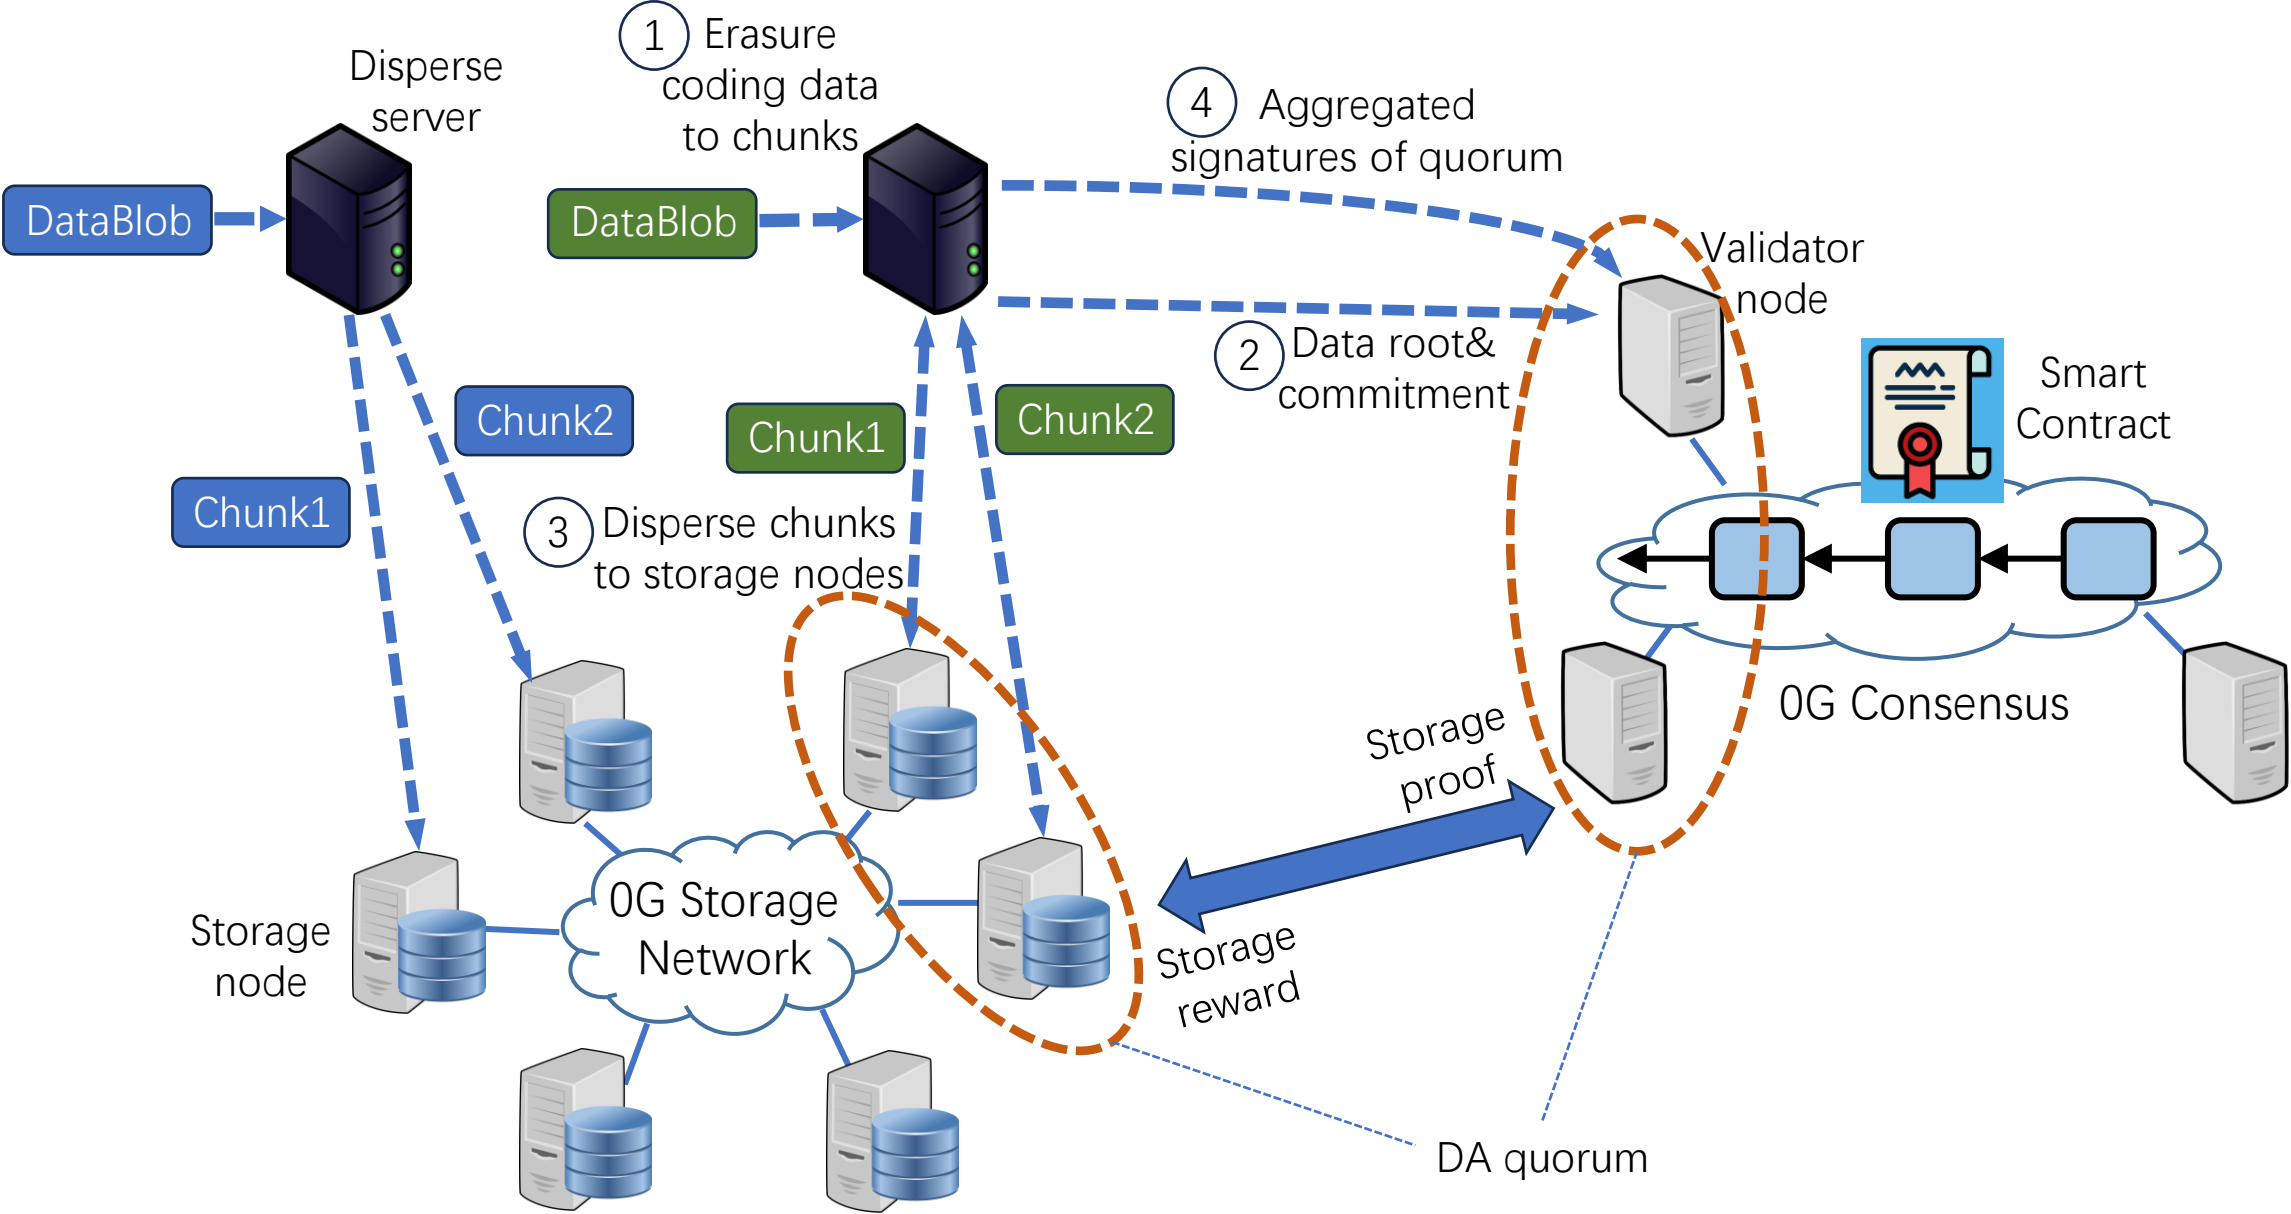 Disperse
server
1 Erasure
coding data
to chunks
4 Aggregated
signatures of quorum
DataBlob
DataBlob
Validator
node
2 Data root&
commitment
Smart
Contract
Chunk2
Chunk1
Chunk2
Chunk1
3 Disperse chunks
to storage nodes
0G Consensus
Storage
proof
Storage
reward
0G Storage
Network
Storage
node
DA quorum